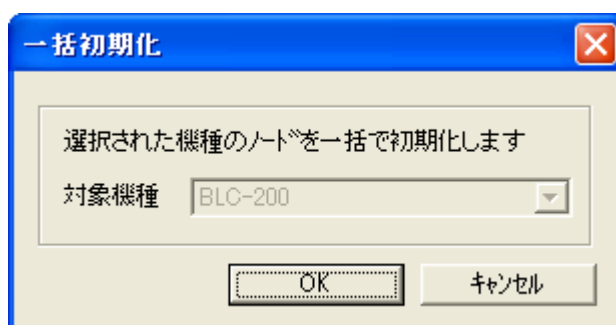 一括初期化
選択された機種のﾉｰﾄﾞを一括で初期化します
対象機種
BLC-200
OK
ｷｬﾝｾﾙ